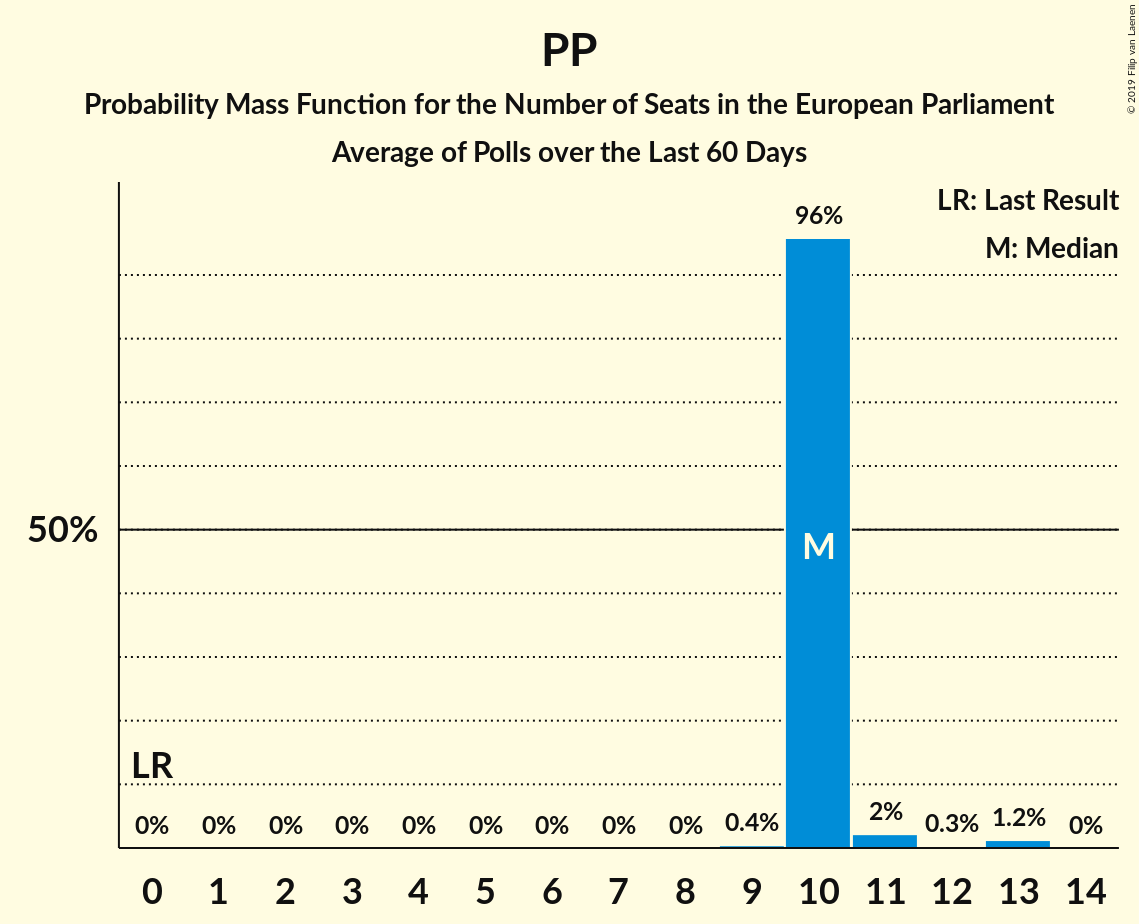 PP
Probability Mass Function for the Number of Seats in the European Parliament
Average of Polls over the Last 60 Days
© 2019 Filip van Laenen
LR: Last Result
M: Median
96%
50%
M
LR
0% 0% 0% 0% 0% 0% 0% 0% 0% 0.4% 2% 0.3% 1.2% 0%
0 1 2 3 4 5 6 7 8 9 10 11 12 13 14